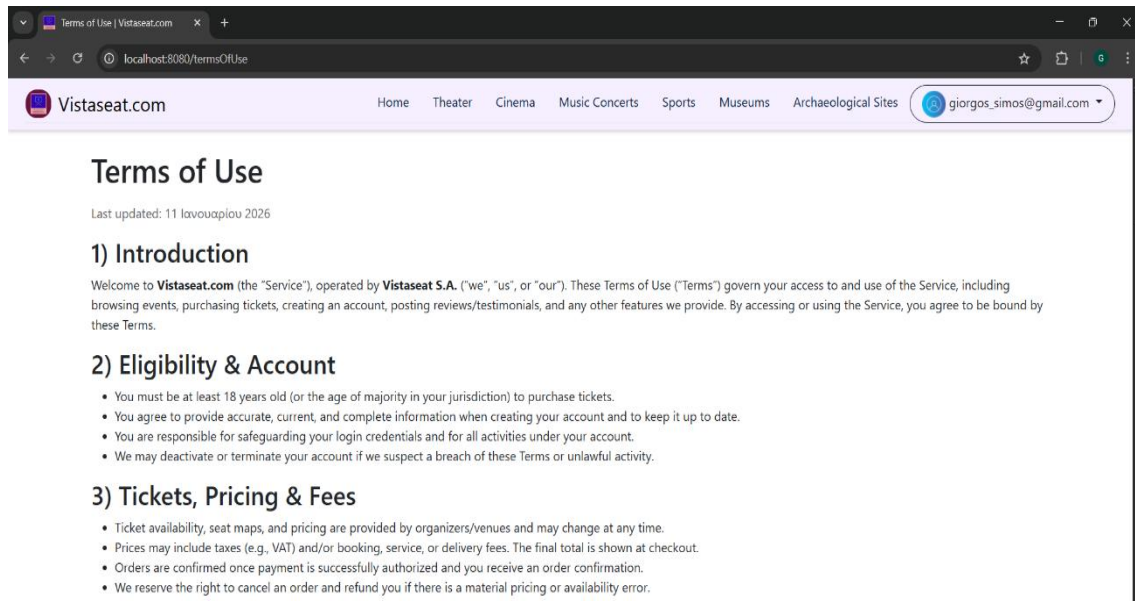 Terms of Use | Vistaseat.com
localhost:8080/termsOfUse
G
Vistaseat.com
Home Theater Cinema Music Concerts Sports Museums Archaeological Sites giorgos_simos@gmail.com
Terms of Use
Last updated: 11 Ιανουαρίου 2026
1) Introduction
Welcome to Vistaseat.com (the “Service”), operated by Vistaseat S.A. (“we”, “us”, or “our”). These Terms of Use (“Terms”) govern your access to and use of the Service, including
browsing events, purchasing tickets, creating an account, posting reviews/testimonials, and any other features we provide. By accessing or using the Service, you agree to be bound by
these Terms.
2) Eligibility & Account
• You must be at least 18 years old (or the age of majority in your jurisdiction) to purchase tickets.
• You agree to provide accurate, current, and complete information when creating your account and to keep it up to date.
• You are responsible for safeguarding your login credentials and for all activities under your account.
• We may deactivate or terminate your account if we suspect a breach of these Terms or unlawful activity.
3) Tickets, Pricing & Fees
• Ticket availability, seat maps, and pricing are provided by organizers/venues and may change at any time.
• Prices may include taxes (e.g., VAT) and/or booking, service, or delivery fees. The final total is shown at checkout.
• Orders are confirmed once payment is successfully authorized and you receive an order confirmation.
• We reserve the right to cancel an order and refund you if there is a material pricing or availability error.